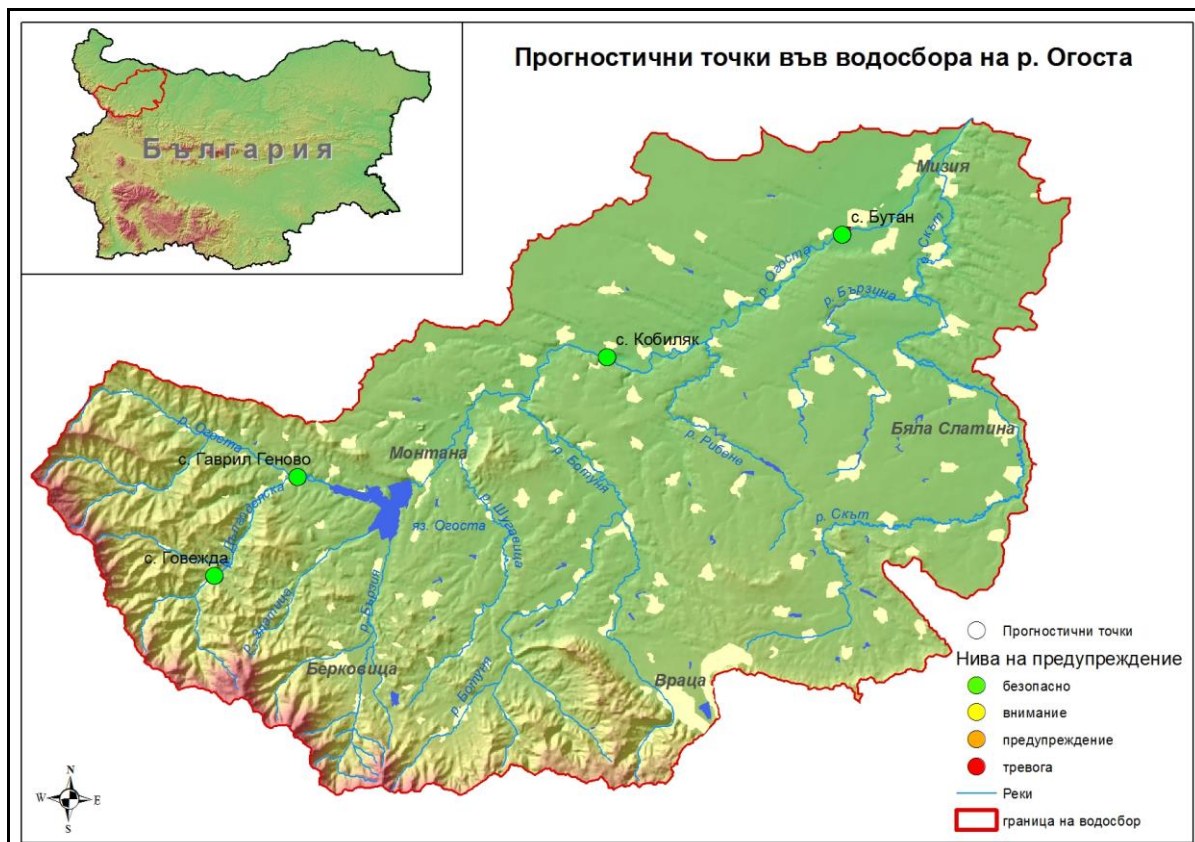 Прогностични точки във водосбора на р. Огоста
България
Мизия
с. Бутан
р. Скът
р. Огоста
р. Бързина
с. Кобиляк
Бяла Слатина
р. Огоста
Монтана
р. Ботуня
р. Рибене
с. Гаврил Геново
р. Дългоделска
яз. Огоста
р. Шугавица
р. Скът
с. Говежда
р. Златица
р. Бързия
Берковица
р. Ботуня
Враца
Прогностични точки
Нива на предупреждение
безопасно
внимание
предупреждение
тревога
Реки
граница на водосбор
N
W E
S